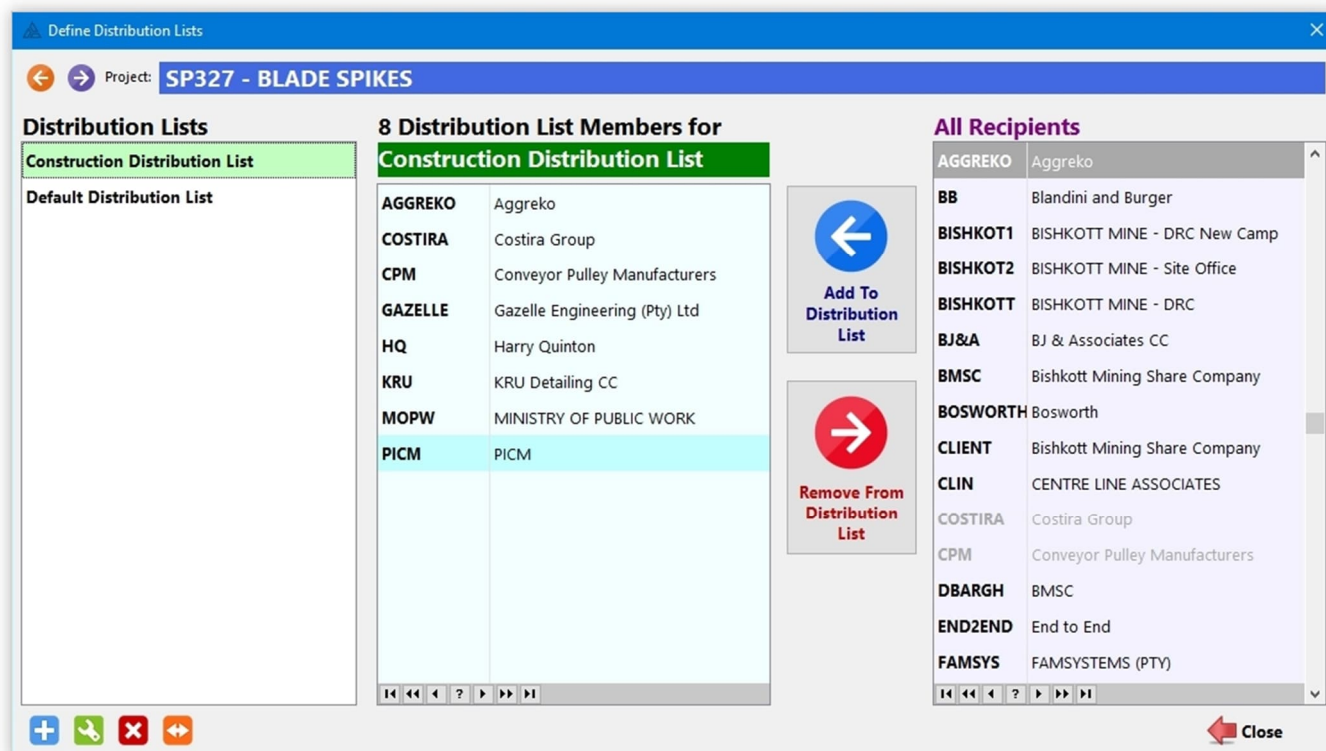 Define Distribution Lists
Project: SP327 - BLADE SPIKES
Distribution Lists
Construction Distribution List
Default Distribution List
8 Distribution List Members for
Construction Distribution List
AGGREKO Aggreko
COSTIRA Costira Group
CPM Conveyor Pulley Manufacturers
GAZELLE Gazelle Engineering (Pty) Ltd
HQ Harry Quinton
KRU KRU Detailing CC
MOPW MINISTRY OF PUBLIC WORK
PICM PICM
?
Add To
Distribution
List
Remove From
Distribution
List
All Recipients
AGGREKO Aggreko
BB Blandini and Burger
BISHKOT1 BISHKOTT MINE - DRC New Camp
BISHKOT2 BISHKOTT MINE - Site Office
BISHKOTT BISHKOTT MINE - DRC
BJ&A BJ & Associates CC
BMSC Bishkott Mining Share Company
BOSWORTH Bosworth
CLIENT Bishkott Mining Share Company
CLIN CENTRE LINE ASSOCIATES
COSTIRA Costira Group
CPM Conveyor Pulley Manufacturers
DBARGH BMSC
END2END End to End
FAMSYS FAMSYSTEMS (PTY)
?
Close